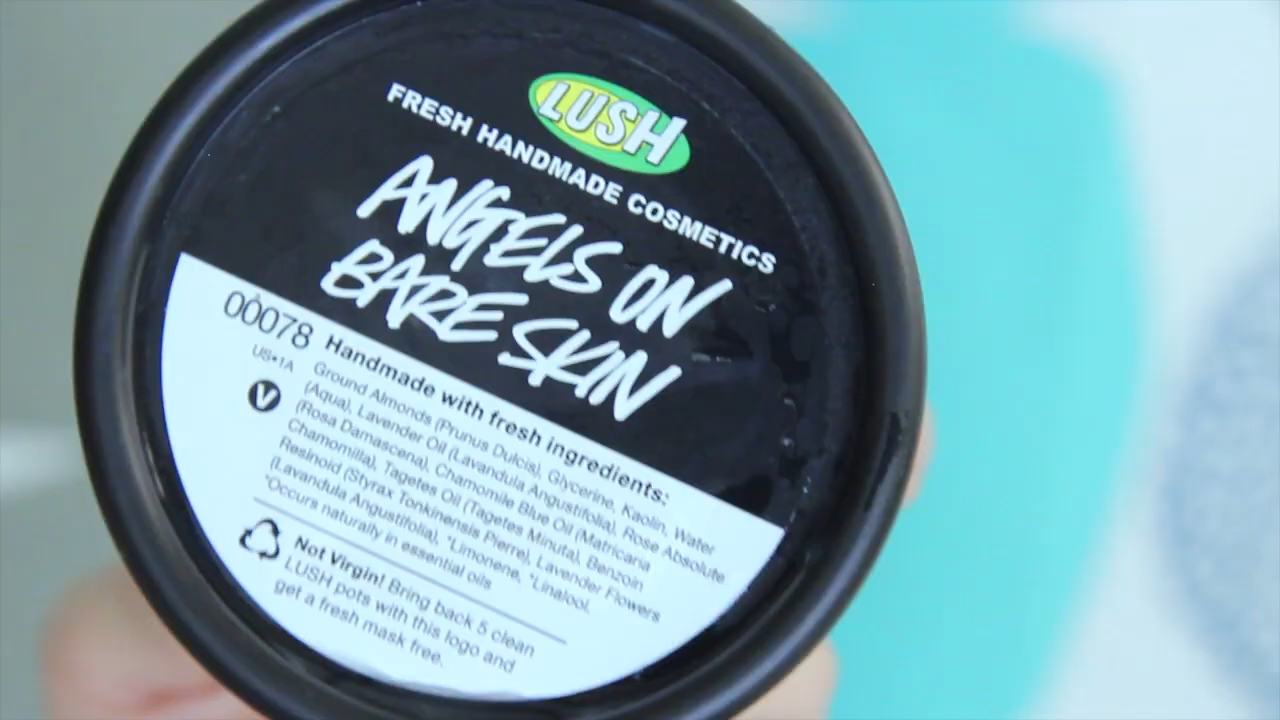 LUSH
FRESH HANDMADE COSMETICS
ANGELS ON
BARE SKIN
00078
US•1A
V
Handmade with fresh ingredients:
Ground Almonds (Prunus Dulcis), Glycerine, Kaolin, Water
(Aqua), Lavender Oil (Lavandula Angustifolia), Rose Absolute
(Rosa Damascena), Chamomile Blue Oil (Matricaria
Chamomilla), Tagetes Oil (Tagetes Minuta), Benzoin
Resinoid (Styrax Tonkinensis Pierre), Lavender Flowers
(Lavandula Angustifolia), *Limonene, *Linalool.
*Occurs naturally in essential oils
Not Virgin! Bring back 5 clean
LUSH pots with this logo and
get a fresh mask free.